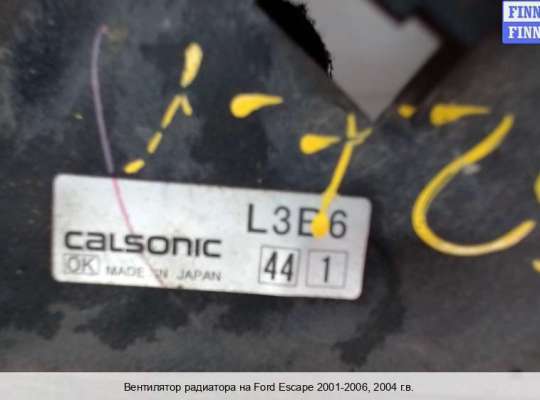 FINN
FINN
L3E6
calsonic
44 1
OK MADE IN JAPAN
Вентилятор радиатора на Ford Escape 2001-2006, 2004 г.в.